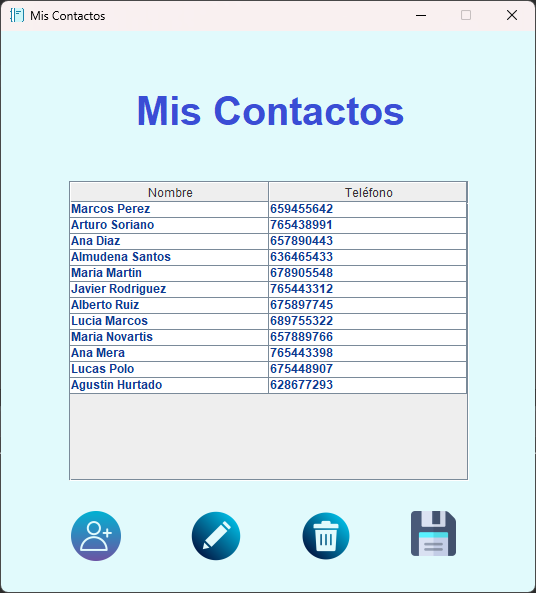 Mis Contactos
Mis Contactos
Nombre Teléfono
Marcos Perez 659455642
Arturo Soriano 765438991
Ana Diaz 657890443
Almudena Santos 636465433
Maria Martin 678905548
Javier Rodriguez 765443312
Alberto Ruiz 675897745
Lucia Marcos 689755322
Maria Novartis 657889766
Ana Mera 765443398
Lucas Polo 675448907
Agustin Hurtado 628677293